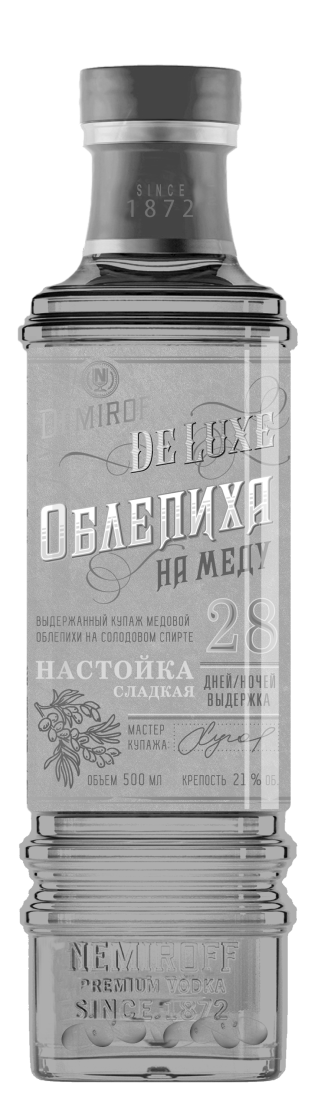 SINCE
1872
N
NEMIROFF
DE LUXE
ОБЛЕПИХА
НА МЕДУ
ВЫДЕРЖАННЫЙ КУПАЖ МЕДОВОЙ
ОБЛЕПИХИ НА СОЛОДОВОМ СПИРТЕ
28
НАСТОЙКА
СЛАДКАЯ
ДНЕЙ/НОЧЕЙ
ВЫДЕРЖКА
МАСТЕР
КУПАЖА:
ОБЪЕМ 500 МЛ КРЕПОСТЬ 21 % ОБ.
NEMIROFF
PREMIUM VODKA
SINCE 1872